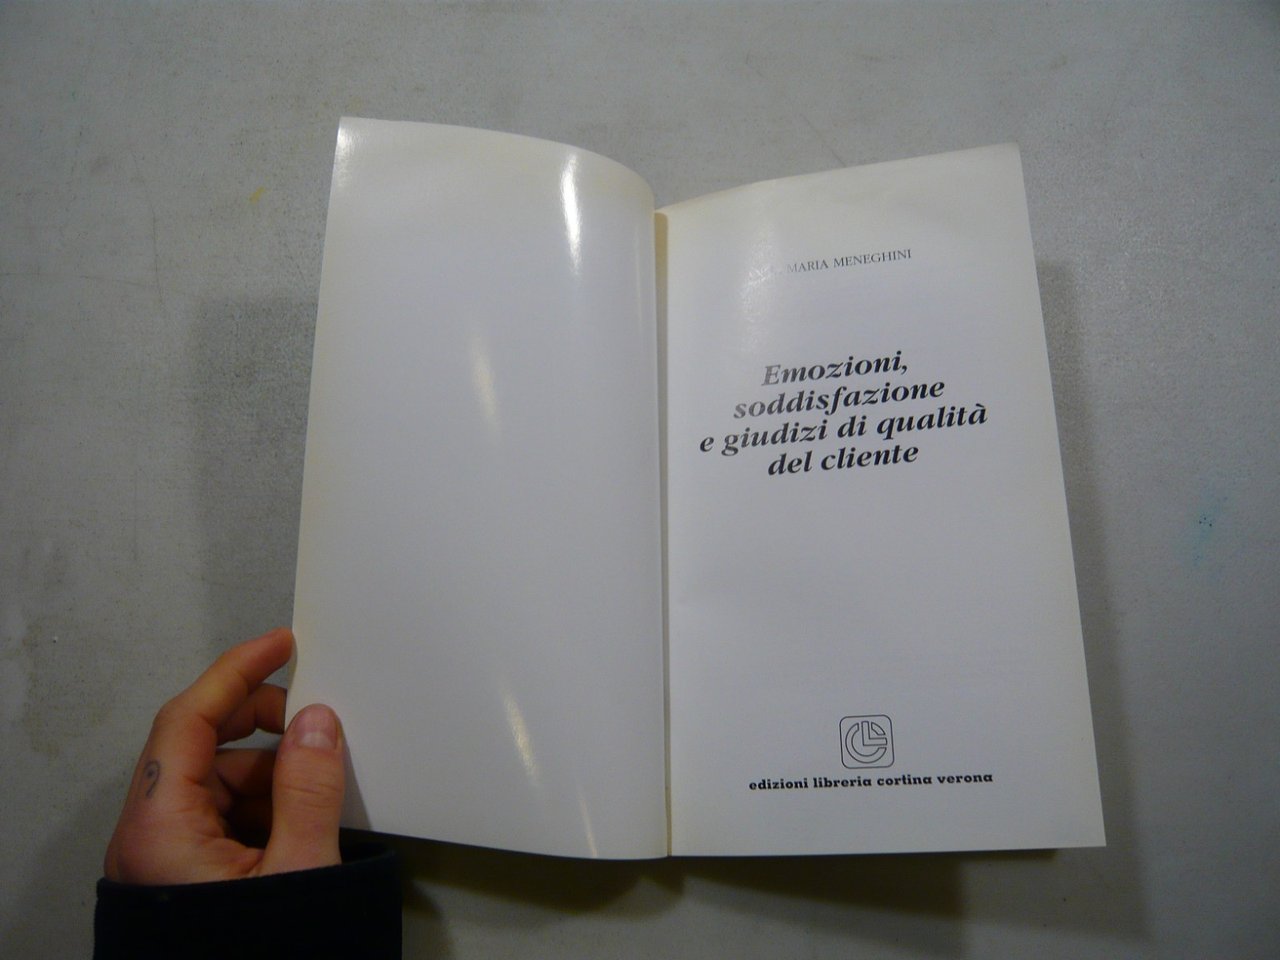 MARIA MENEGHINI
Emozioni,
soddisfazione
e giudizi di qualità
del cliente
edizioni libreria cortina verona